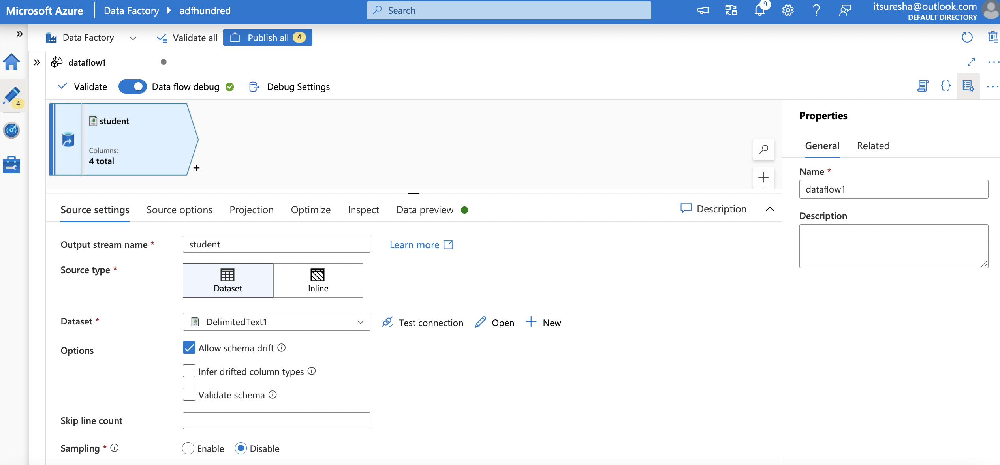 Microsoft Azure
Data Factory
adfhundred
Search
9
itsuresha@outlook.com
DEFAULT DIRECTORY
Data Factory
Validate all
Publish all 4
dataflow1
Validate
Data flow debug
Debug Settings
4
student
Columns:
4 total
Properties
General
Related
Name *
dataflow1
Description
Source settings
Source options
Projection
Optimize
Inspect
Data preview
Description
Output stream name *
student
Learn more
Source type *
Dataset
Inline
Dataset *
DelimitedText1
Test connection
Open
New
Options
Allow schema drift
Infer drifted column types
Validate schema
Skip line count
Sampling *
Enable
Disable